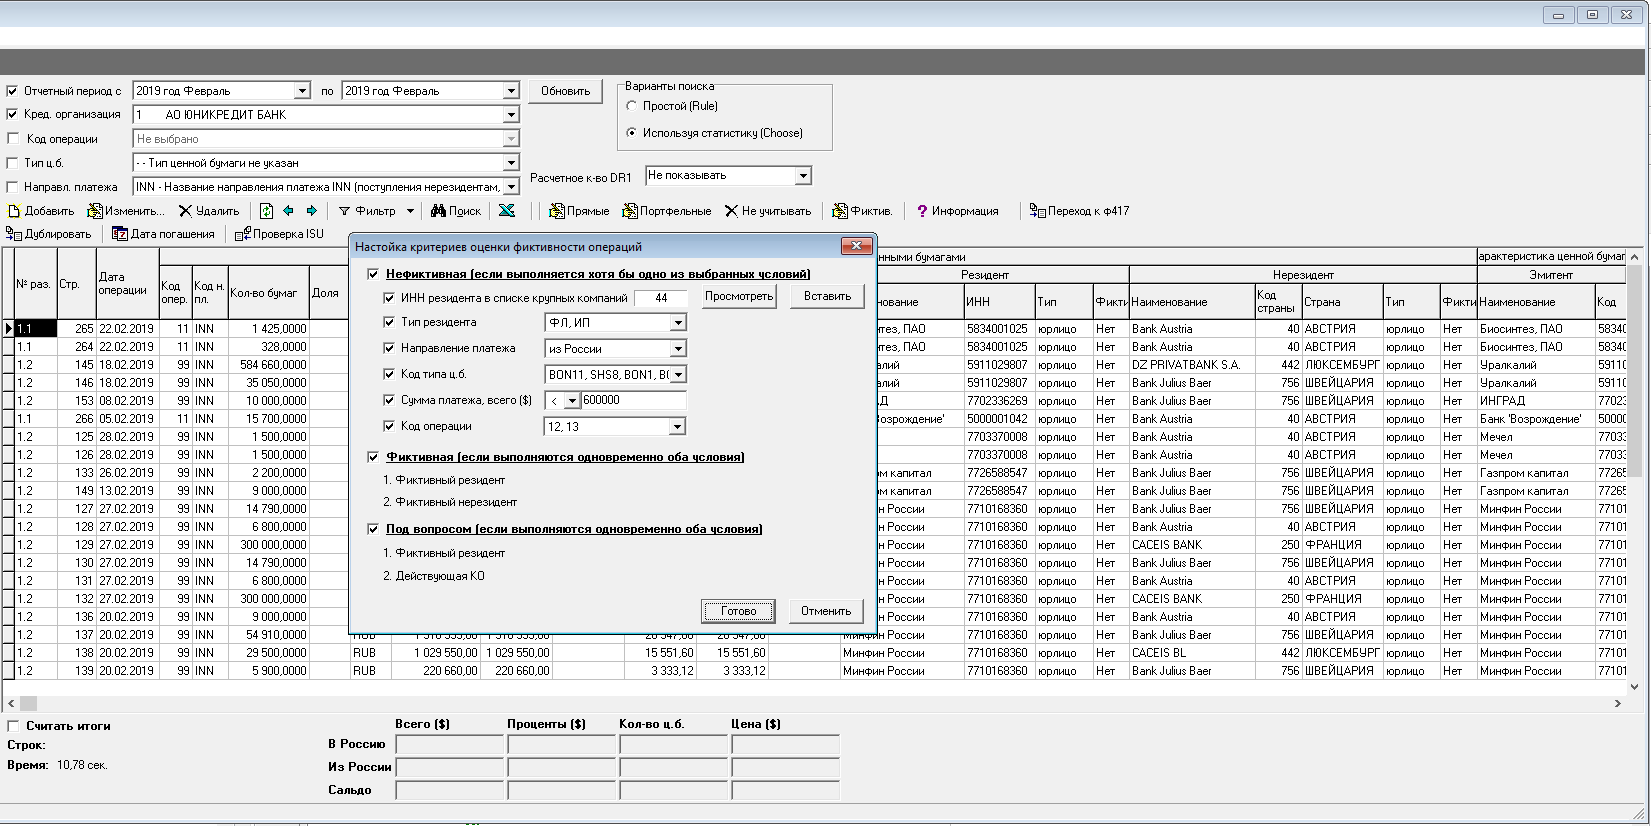 Отчетный период с 2019 год Февраль по 2019 год Февраль Обновить Варианты поиска
Кред. организация 1 АО ЮНИКРЕДИТ БАНК Простой (Rule)
Код операции Не выбрано Используя статистику (Choose)
Тип ц.б. - - Тип ценной бумаги не указан
Направл. платежа INN - Название направления платежа INN (поступления нерезидентам, Расчетное к-во DR1 Не показывать
Добавить Изменить... Удалить Фильтр Поиск Прямые Портфельные Не учитывать Фиктив. ? Информация Переход к ф417
Дублировать Дата погашения Проверка ISU
Настойка критериев оценки фиктивности операций
Нефиктивная (если выполняется хотя бы одно из выбранных условий)
ИНН резидента в списке крупных компаний 44 Просмотреть Вставить
Тип резидента ФЛ, ИП
Направление платежа из России
Код типа ц.б. BON11, SHS8, BON1, BO
Сумма платежа, всего ($) < 600000
Код операции 12, 13
Фиктивная (если выполняются одновременно оба условия)
1. Фиктивный резидент
2. Фиктивный нерезидент
Под вопросом (если выполняются одновременно оба условия)
1. Фиктивный резидент
2. Действующая КО
Готово Отменить
нными бумагами арактеристика ценной бумаг
Резидент Нерезидент Эмитент
№ раз. Стр. Дата операции Код опер. Код н. пл. Кол-во бумаг Доля нование ИНН Тип Фикти Наименование Код страны Страна Тип Фикти Наименование Код
1.1 265 22.02.2019 11 INN 1 425,0000 нтез, ПАО 5834001025 юрлицо Нет Bank Austria 40 АВСТРИЯ юрлицо Нет Биосинтез, ПАО 58340
1.1 264 22.02.2019 11 INN 328,0000 нтез, ПАО 5834001025 юрлицо Нет Bank Austria 40 АВСТРИЯ юрлицо Нет Биосинтез, ПАО 58340
1.2 145 18.02.2019 99 INN 584 660,0000 калий 5911029807 юрлицо Нет DZ PRIVATBANK S.A. 442 ЛЮКСЕМБУРГ юрлицо Нет Уралкалий 59110
1.2 146 18.02.2019 99 INN 35 050,0000 калий 5911029807 юрлицо Нет Bank Julius Baer 756 ШВЕЙЦАРИЯ юрлицо Нет Уралкалий 59110
1.2 153 08.02.2019 99 INN 10 000,0000 Д 7702336269 юрлицо Нет Bank Julius Baer 756 ШВЕЙЦАРИЯ юрлицо Нет ИНГРАД 77023
1.1 266 05.02.2019 11 INN 15 700,0000 Возрождение' 5000001042 юрлицо Нет Bank Austria 40 АВСТРИЯ юрлицо Нет Банк 'Возрождение' 50000
1.2 125 28.02.2019 99 INN 1 500,0000 7703370008 юрлицо Нет Bank Austria 40 АВСТРИЯ юрлицо Нет Мечел 77033
1.2 126 28.02.2019 99 INN 1 500,0000 7703370008 юрлицо Нет Bank Austria 40 АВСТРИЯ юрлицо Нет Мечел 77033
1.2 133 26.02.2019 99 INN 2 200,0000 ром капитал 7726588547 юрлицо Нет Bank Julius Baer 756 ШВЕЙЦАРИЯ юрлицо Нет Газпром капитал 77265
1.2 149 13.02.2019 99 INN 9 000,0000 ром капитал 7726588547 юрлицо Нет Bank Julius Baer 756 ШВЕЙЦАРИЯ юрлицо Нет Газпром капитал 77265
1.2 127 27.02.2019 99 INN 14 790,0000 н России 7710168360 юрлицо Нет Bank Julius Baer 756 ШВЕЙЦАРИЯ юрлицо Нет Минфин России 77101
1.2 128 27.02.2019 99 INN 6 800,0000 н России 7710168360 юрлицо Нет Bank Austria 40 АВСТРИЯ юрлицо Нет Минфин России 77101
1.2 129 27.02.2019 99 INN 300 000,0000 н России 7710168360 юрлицо Нет CACEIS BANK 250 ФРАНЦИЯ юрлицо Нет Минфин России 77101
1.2 130 27.02.2019 99 INN 14 790,0000 н России 7710168360 юрлицо Нет Bank Julius Baer 756 ШВЕЙЦАРИЯ юрлицо Нет Минфин России 77101
1.2 131 27.02.2019 99 INN 6 800,0000 н России 7710168360 юрлицо Нет Bank Austria 40 АВСТРИЯ юрлицо Нет Минфин России 77101
1.2 132 27.02.2019 99 INN 300 000,0000 н России 7710168360 юрлицо Нет CACEIS BANK 250 ФРАНЦИЯ юрлицо Нет Минфин России 77101
1.2 136 20.02.2019 99 INN 9 000,0000 н России 7710168360 юрлицо Нет Bank Austria 40 АВСТРИЯ юрлицо Нет Минфин России 77101
1.2 137 20.02.2019 99 INN 54 910,0000 Минфин России 7710168360 юрлицо Нет Bank Julius Baer 756 ШВЕЙЦАРИЯ юрлицо Нет Минфин России 77101
1.2 138 20.02.2019 99 INN 29 500,0000 RUB 1 029 550,00 1 029 550,00 15 551,60 15 551,60 Минфин России 7710168360 юрлицо Нет CACEIS BL 442 ЛЮКСЕМБУРГ юрлицо Нет Минфин России 77101
1.2 139 20.02.2019 99 INN 5 900,0000 RUB 220 660,00 220 660,00 3 333,12 3 333,12 Минфин России 7710168360 юрлицо Нет Bank Julius Baer 756 ШВЕЙЦАРИЯ юрлицо Нет Минфин России 77101
Считать итоги Всего ($) Проценты ($) Кол-во ц.б. Цена ($)
Строк: В Россию
Время: 10,78 сек. Из России
Сальдо